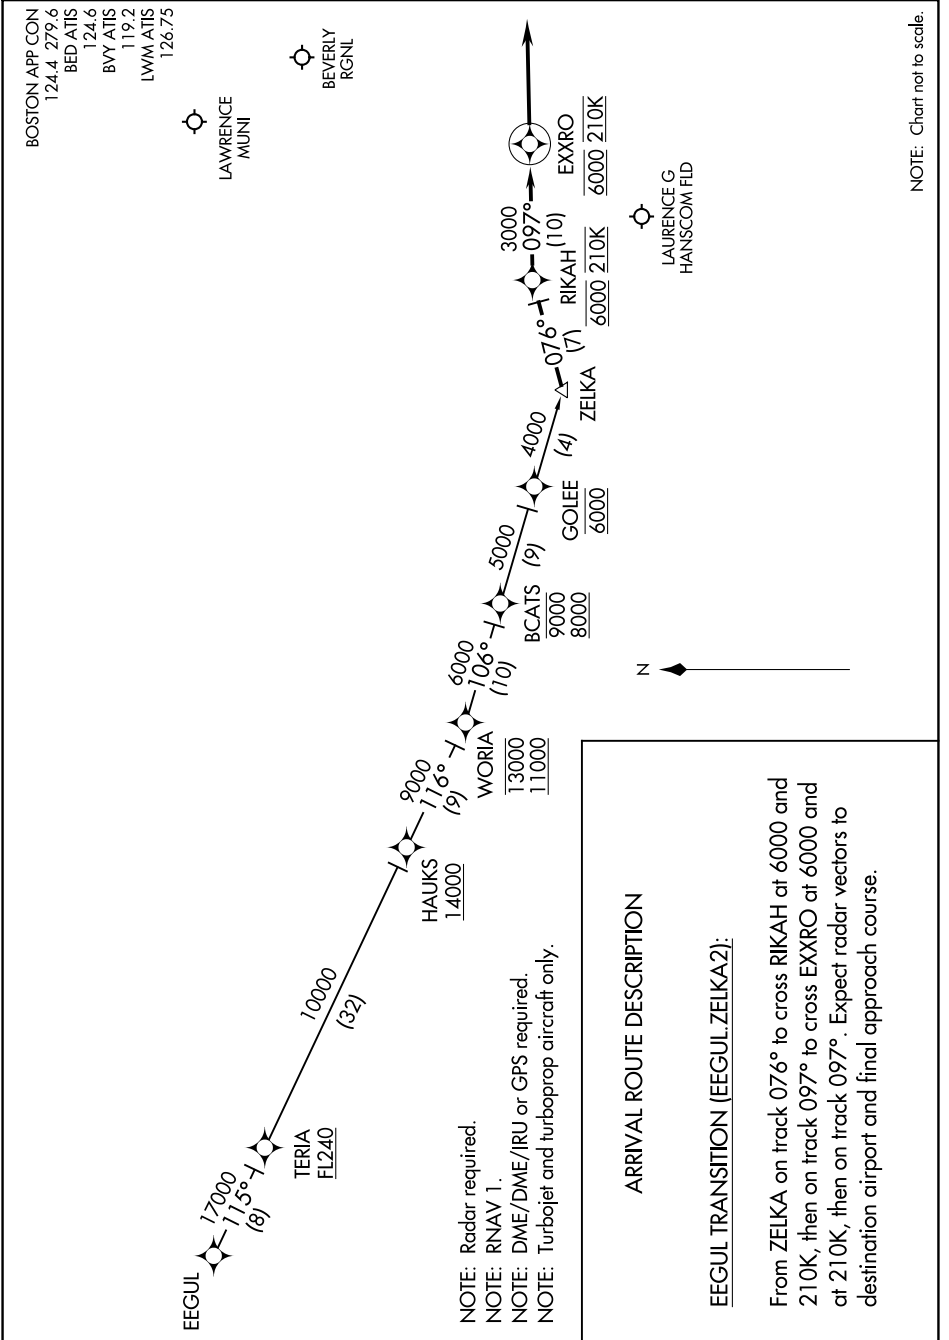 BOSTON APP CON
124.4 279.6
BED ATIS
124.6
BVY ATIS
119.2
LWM ATIS
126.75
BEVERLY
RGNL
LAWRENCE
MUNI
LAURENCE G
HANSCOM FLD
NOTE: Chart not to scale.
EEGUL
17000
115°
(8)
TERIA
FL240
10000
(32)
HAUKS
14000
9000
116°
(9)
WORIA
13000
11000
6000
106°
(10)
BCATS
9000
8000
5000
(9)
GOLEE
6000
4000
(4)
ZELKA
076°
(7)
RIKAH
6000 210K
3000
097°
(10)
EXXRO
6000 210K
N
NOTE: Radar required.
NOTE: RNAV 1.
NOTE: DME/DME/IRU or GPS required.
NOTE: Turbojet and turboprop aircraft only.
ARRIVAL ROUTE DESCRIPTION
EEGUL TRANSITION (EEGUL.ZELKA2):
From ZELKA on track 076° to cross RIKAH at 6000 and
210K, then on track 097° to cross EXXRO at 6000 and
at 210K, then on track 097°. Expect radar vectors to
destination airport and final approach course.